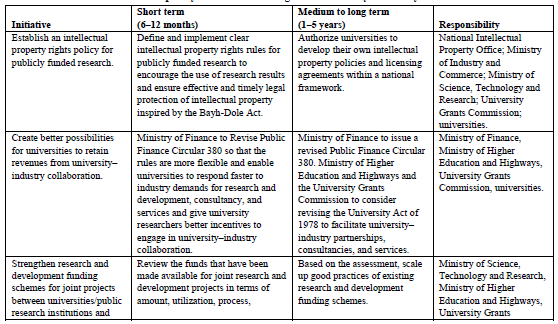 Initiative
Short term
(6–12 months)
Medium to long term
(1–5 years)
Responsibility
Establish an intellectual
property rights policy for
publicly funded research.
Define and implement clear
intellectual property rights rules for
publicly funded research to
encourage the use of research results
and ensure effective and timely legal
protection of intellectual property
inspired by the Bayh-Dole Act.
Authorize universities to
develop their own intellectual
property policies and licensing
agreements within a national
framework.
National Intellectual
Property Office; Ministry
of Industry and
Commerce; Ministry of
Science, Technology and
Research; University
Grants Commission;
universities.
Create better possibilities
for universities to retain
revenues from university–
industry collaboration.
Ministry of Finance to Revise Public
Finance Circular 380 so that the
rules are more flexible and enable
universities to respond faster to
industry demands for research and
development, consultancy, and
services and give university
researchers better incentives to
engage in university–industry
collaboration.
Ministry of Finance to issue a
revised Public Finance Circular
380. Ministry of Higher
Education and Highways and
the University Grants
Commission to consider
revising the University Act of
1978 to facilitate university–
industry partnerships,
consultancies, and services.
Ministry of Finance,
Ministry of Higher
Education and Highways,
University Grants
Commission, universities.
Strengthen research and
development funding
schemes for joint projects
between universities/public
research institutions and
Review the funds that have been
made available for joint research and
development projects in terms of
amount, utilization, process,
Based on the assessment, scale
up good practices of existing
research and development
funding schemes.
Ministry of Science,
Technology and Research,
Ministry of Higher
Education and Highways,
University Grants